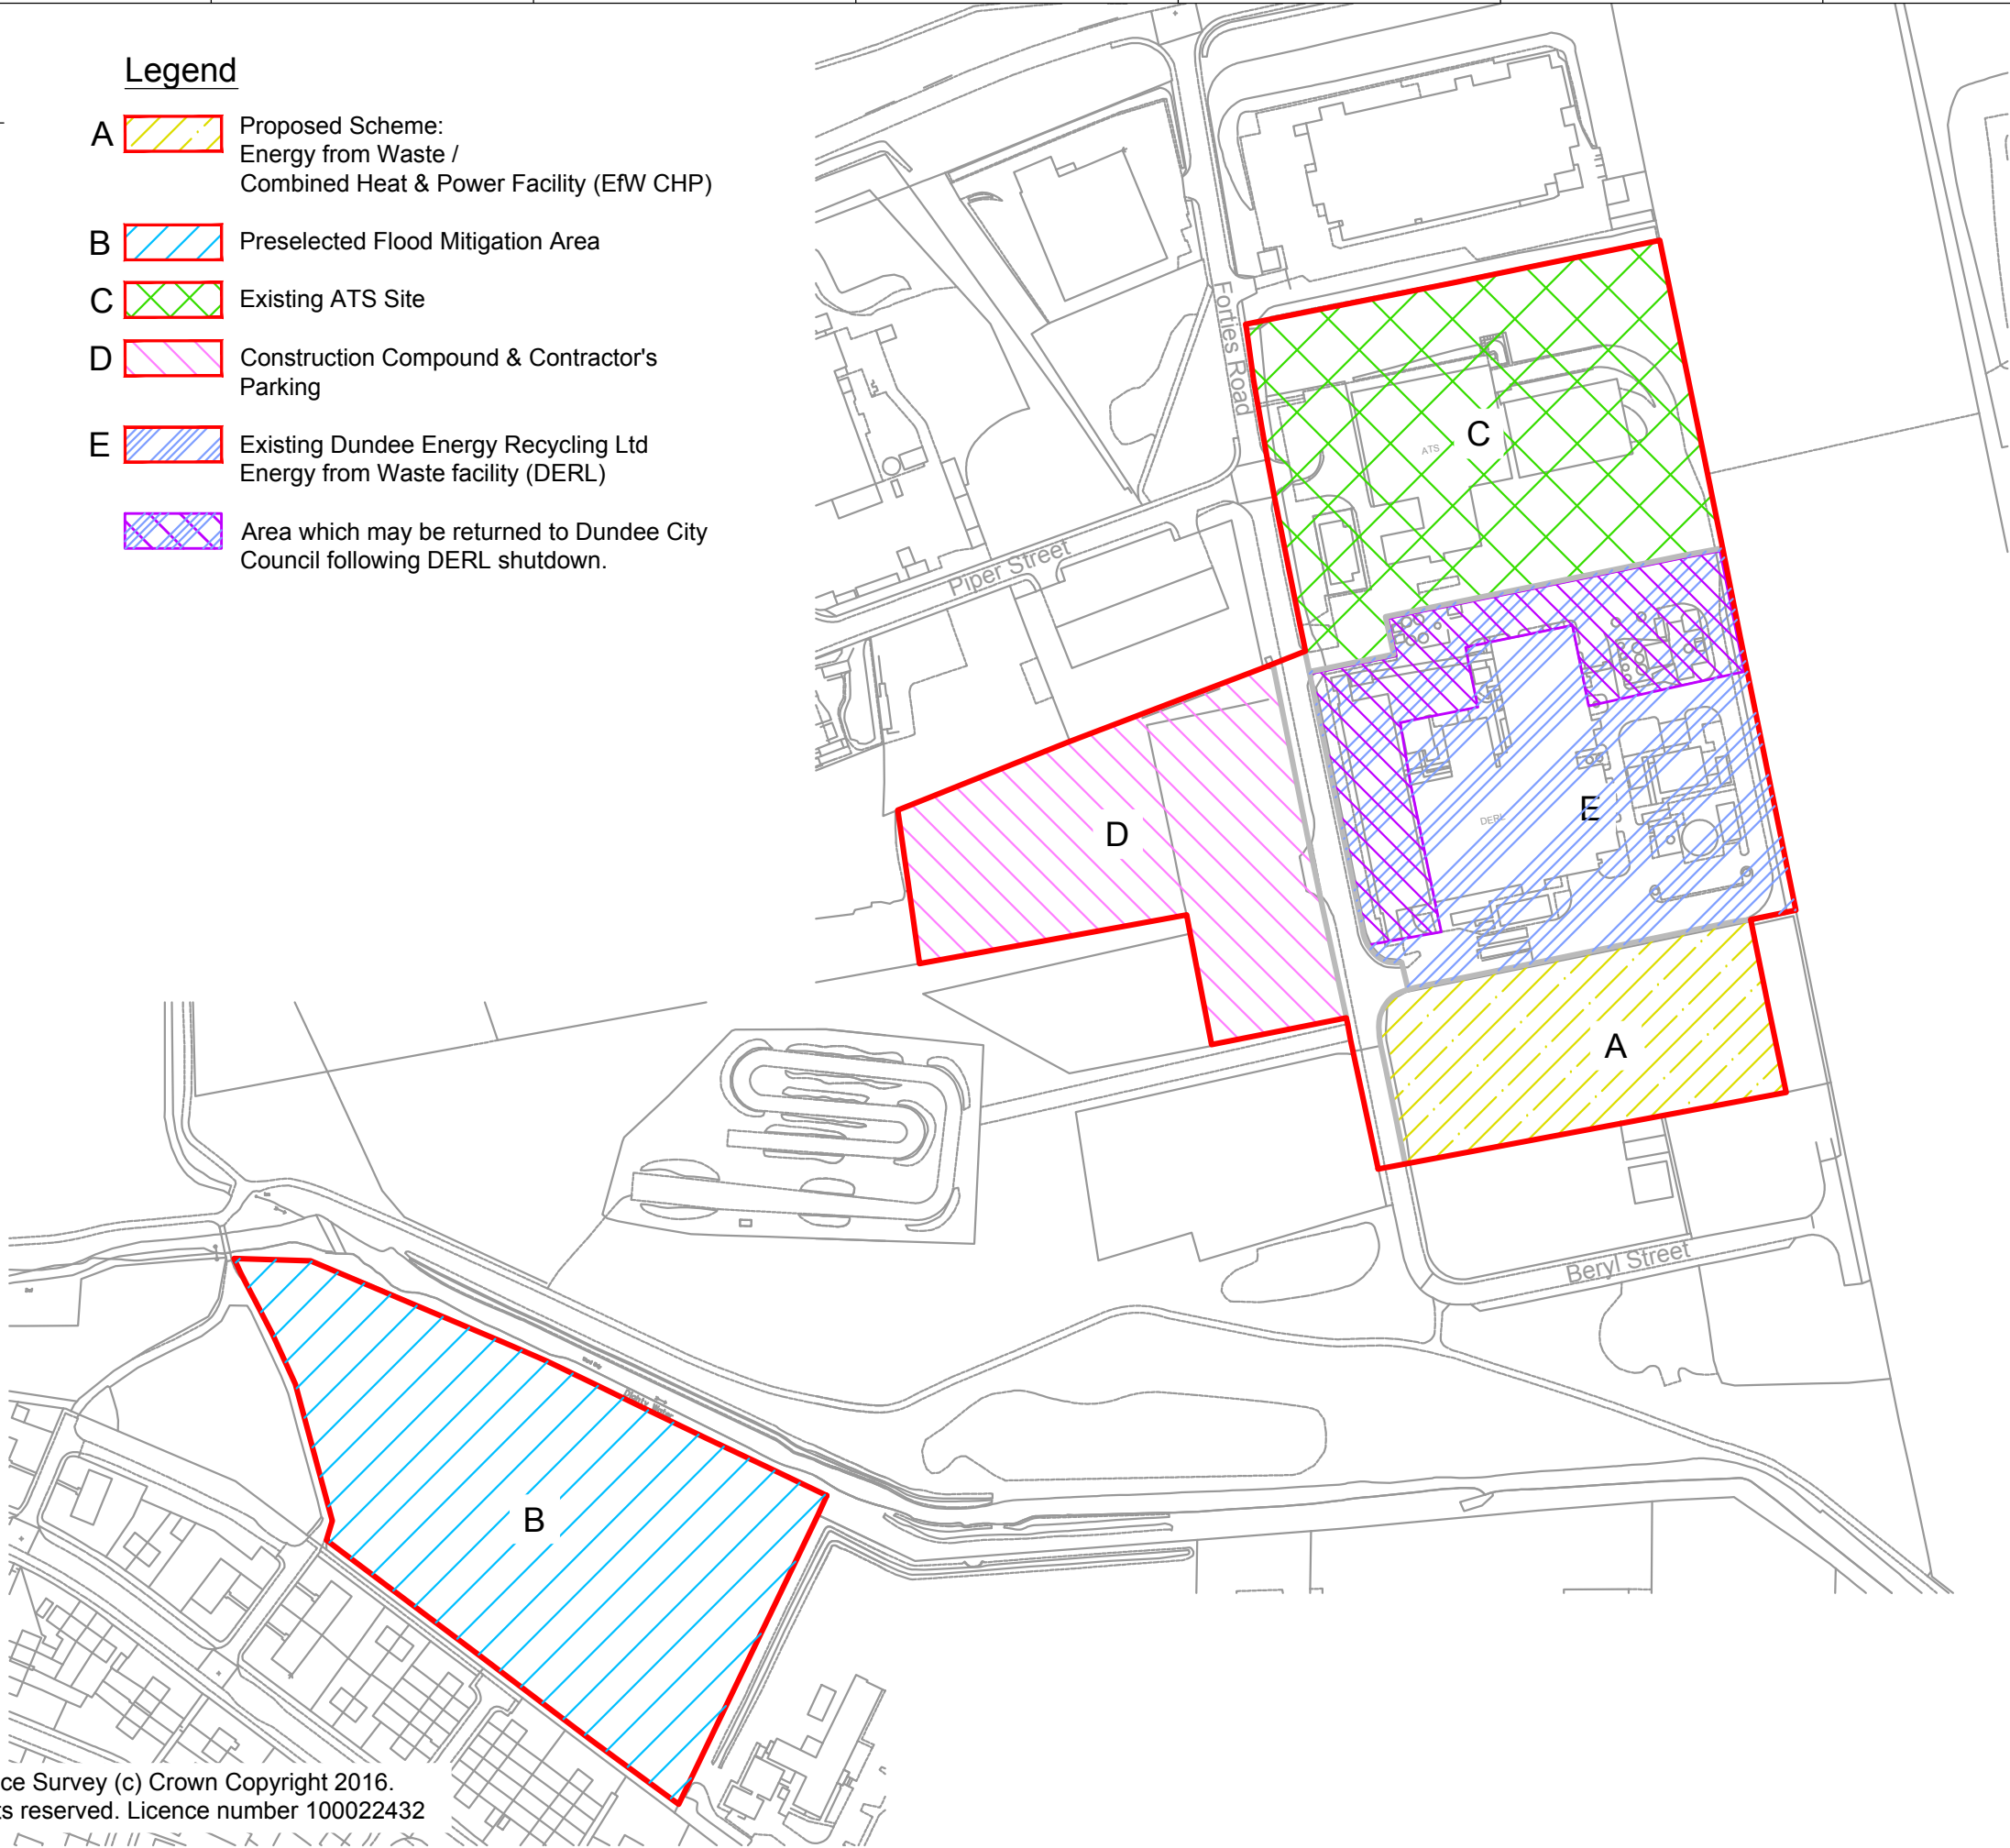 Legend
A
Proposed Scheme:
Energy from Waste /
Combined Heat & Power Facility (EfW CHP)
B
Preselected Flood Mitigation Area
C
Existing ATS Site
D
Construction Compound & Contractor's
Parking
E
Existing Dundee Energy Recycling Ltd
Energy from Waste facility (DERL)
Area which may be returned to Dundee City
Council following DERL shutdown.
Forties Road
C
ATS
Piper Street
D
E
DERL
A
Beryl Street
Dighty Water
B
ce Survey (c) Crown Copyright 2016.
ts reserved. Licence number 100022432